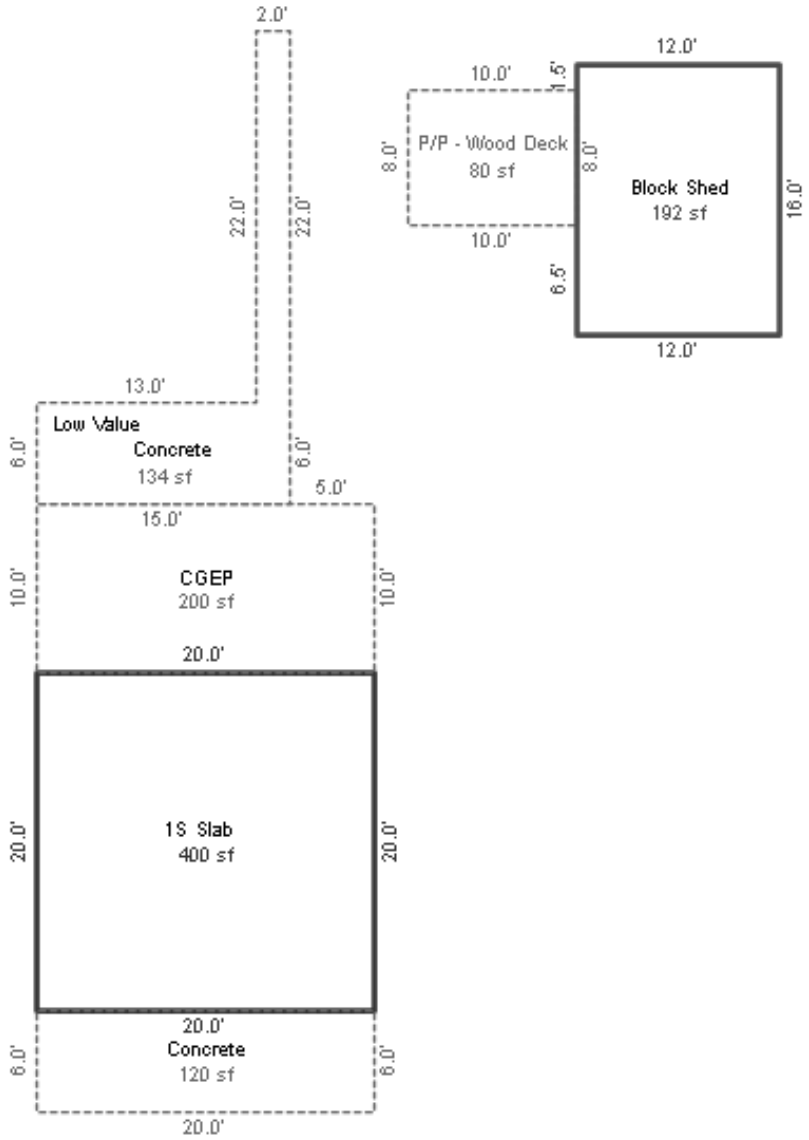 2.0'
12.0'
1.5'
10.0'
P/P - Wood Deck
80 sf
8.0'
8.0'
Block Shed
192 sf
16.0'
22.0'
22.0'
10.0'
6.5'
12.0'
13.0'
Low Value
Concrete
134 sf
6.0'
6.0'
5.0'
15.0'
CGEP
200 sf
10.0'
10.0'
20.0'
1S Slab
400 sf
20.0'
20.0'
20.0'
Concrete
120 sf
6.0'
6.0'
20.0'